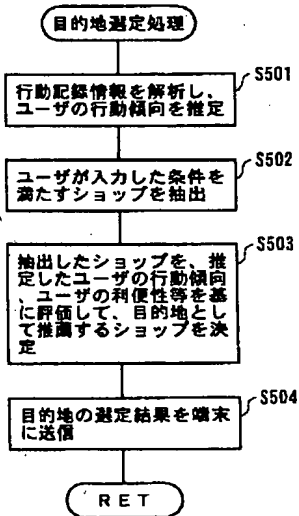 目的地選定処理
S501
行動記録情報を解析し、
ユーザの行動傾向を推定
S502
ユーザが入力した条件を
満たすショップを抽出
S503
抽出したショップを、推
定したユーザの行動傾向
、ユーザの利便性等を基
に評価して、目的地とし
て推薦するショップを決
定
S504
目的地の選定結果を端末
に送信
RET